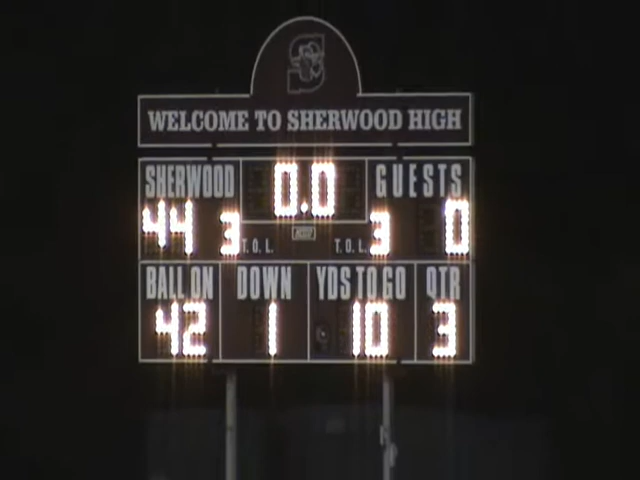 S
WELCOME TO SHERWOOD HIGH
SHERWOOD 0.0 GUESTS
44 3 T.O.L. T.O.L. 3 0
BALL ON DOWN YDS TO GO QTR
42 1 10 3